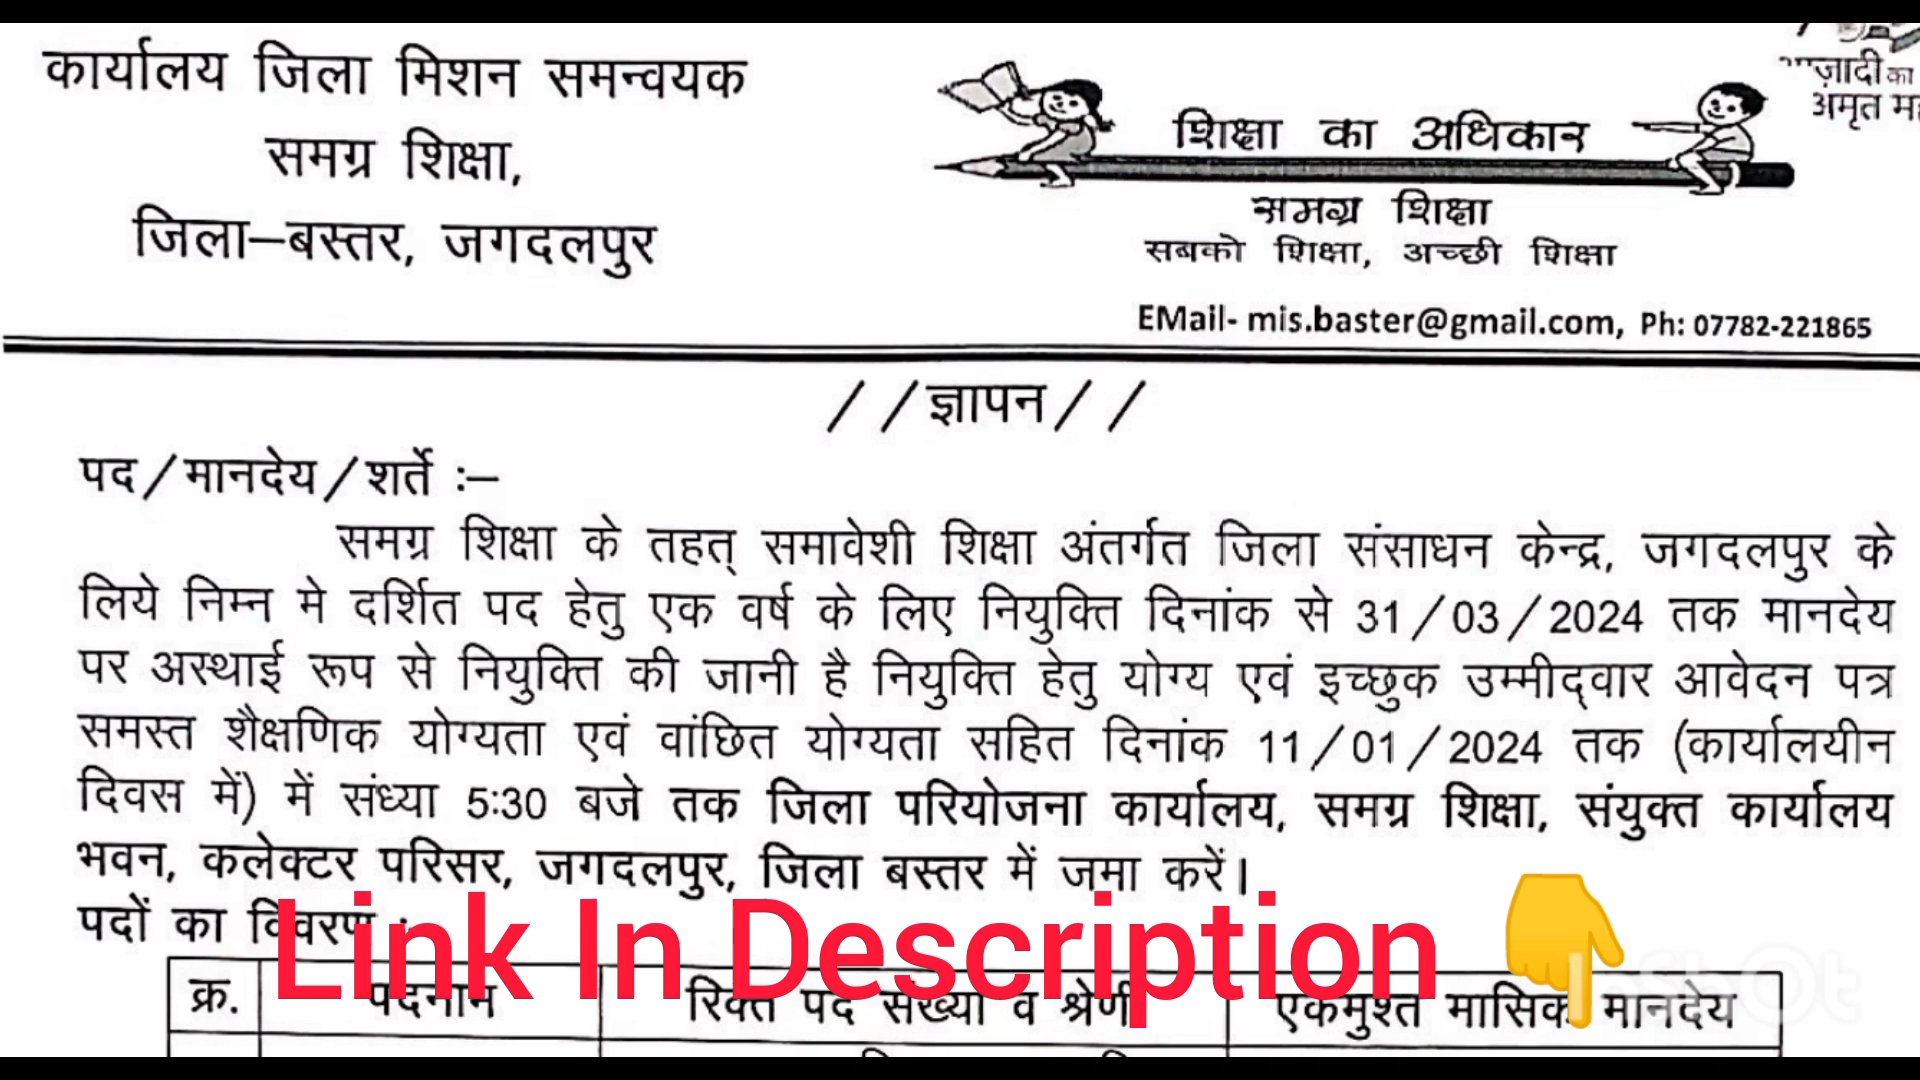 कार्यालय जिला मिशन समन्वयक
समग्र शिक्षा,
जिला–बस्तर, जगदलपुर
शिक्षा का अधिकार
समग्र शिक्षा
सबको शिक्षा, अच्छी शिक्षा
का
अमृत
EMail- mis.baster@gmail.com, Ph: 07782-221865
//ज्ञापन//
पद/मानदेय/शर्ते :–
समग्र शिक्षा के तहत् समावेशी शिक्षा अंतर्गत जिला संसाधन केन्द्र, जगदलपुर के
लिये निम्न मे दर्शित पद हेतु एक वर्ष के लिए नियुक्ति दिनांक से 31/03/2024 तक मानदेय
पर अस्थाई रूप से नियुक्ति की जानी है नियुक्ति हेतु योग्य एवं इच्छुक उम्मीद्वार आवेदन पत्र
समस्त शैक्षणिक योग्यता एवं वांछित योग्यता सहित दिनांक 11/01/2024 तक (कार्यालयीन
दिवस में) में संध्या 5:30 बजे तक जिला परियोजना कार्यालय, समग्र शिक्षा, संयुक्त कार्यालय
भवन, कलेक्टर परिसर, जगदलपुर, जिला बस्तर में जमा करें।
पदों का विवरण :
Link In Description
क्र. पदनाम रिक्त पद संख्या व श्रेणी एकमुश्त मासिक मानदेय
InShOt